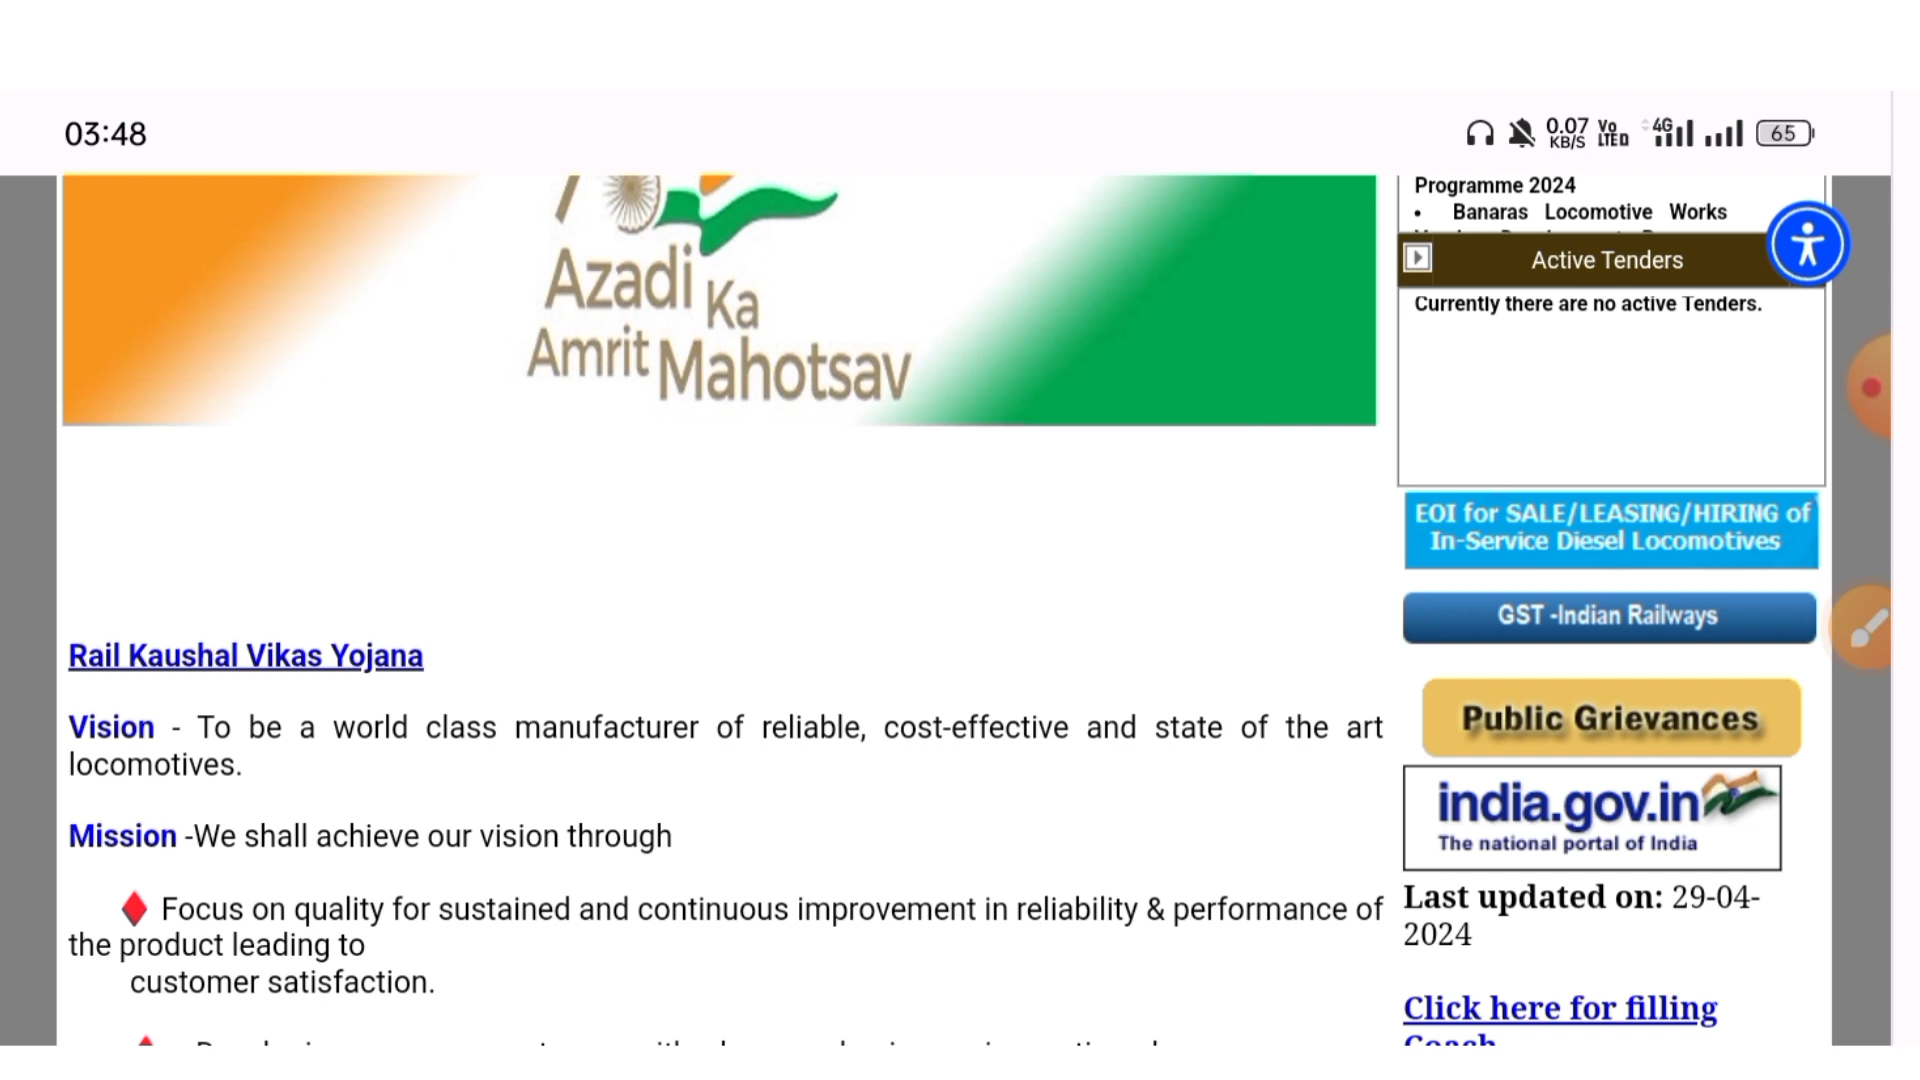 03:48
0.07
KB/S
Vo
LTE
4G
65
Azadi Ka
Amrit Mahotsav
Programme 2024
• Banaras Locomotive Works
Active Tenders
Currently there are no active Tenders.
EOI for SALE/LEASING/HIRING of
In-Service Diesel Locomotives
GST -Indian Railways
Public Grievances
india.gov.in
The national portal of India
Last updated on: 29-04-
2024
Click here for filling
Coach
Rail Kaushal Vikas Yojana
Vision - To be a world class manufacturer of reliable, cost-effective and state of the art
locomotives.
Mission -We shall achieve our vision through
Focus on quality for sustained and continuous improvement in reliability & performance of
the product leading to
customer satisfaction.